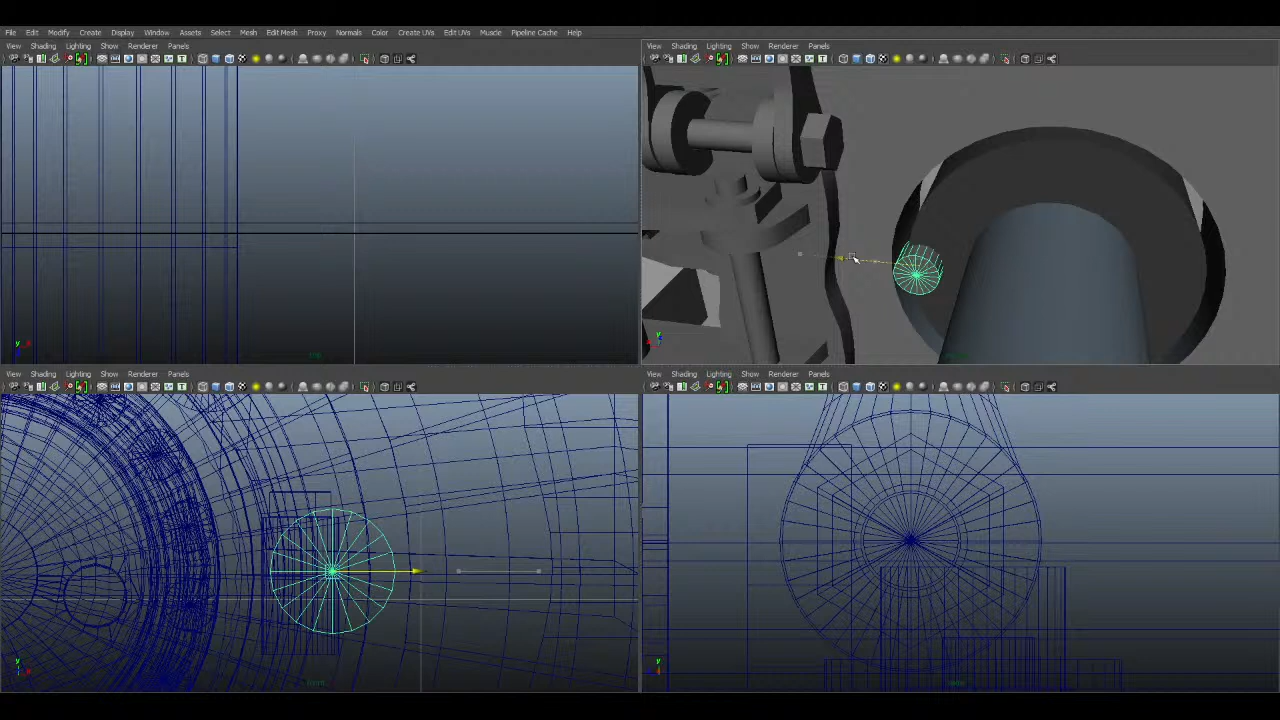 File Edit Modify Create Display Window Assets Select Mesh Edit Mesh Proxy Normals Color Create UVs Edit UVs Muscle Pipeline Cache Help
View Shading Lighting Show Renderer Panels
View Shading Lighting Show Renderer Panels
View Shading Lighting Show Renderer Panels
View Shading Lighting Show Renderer Panels